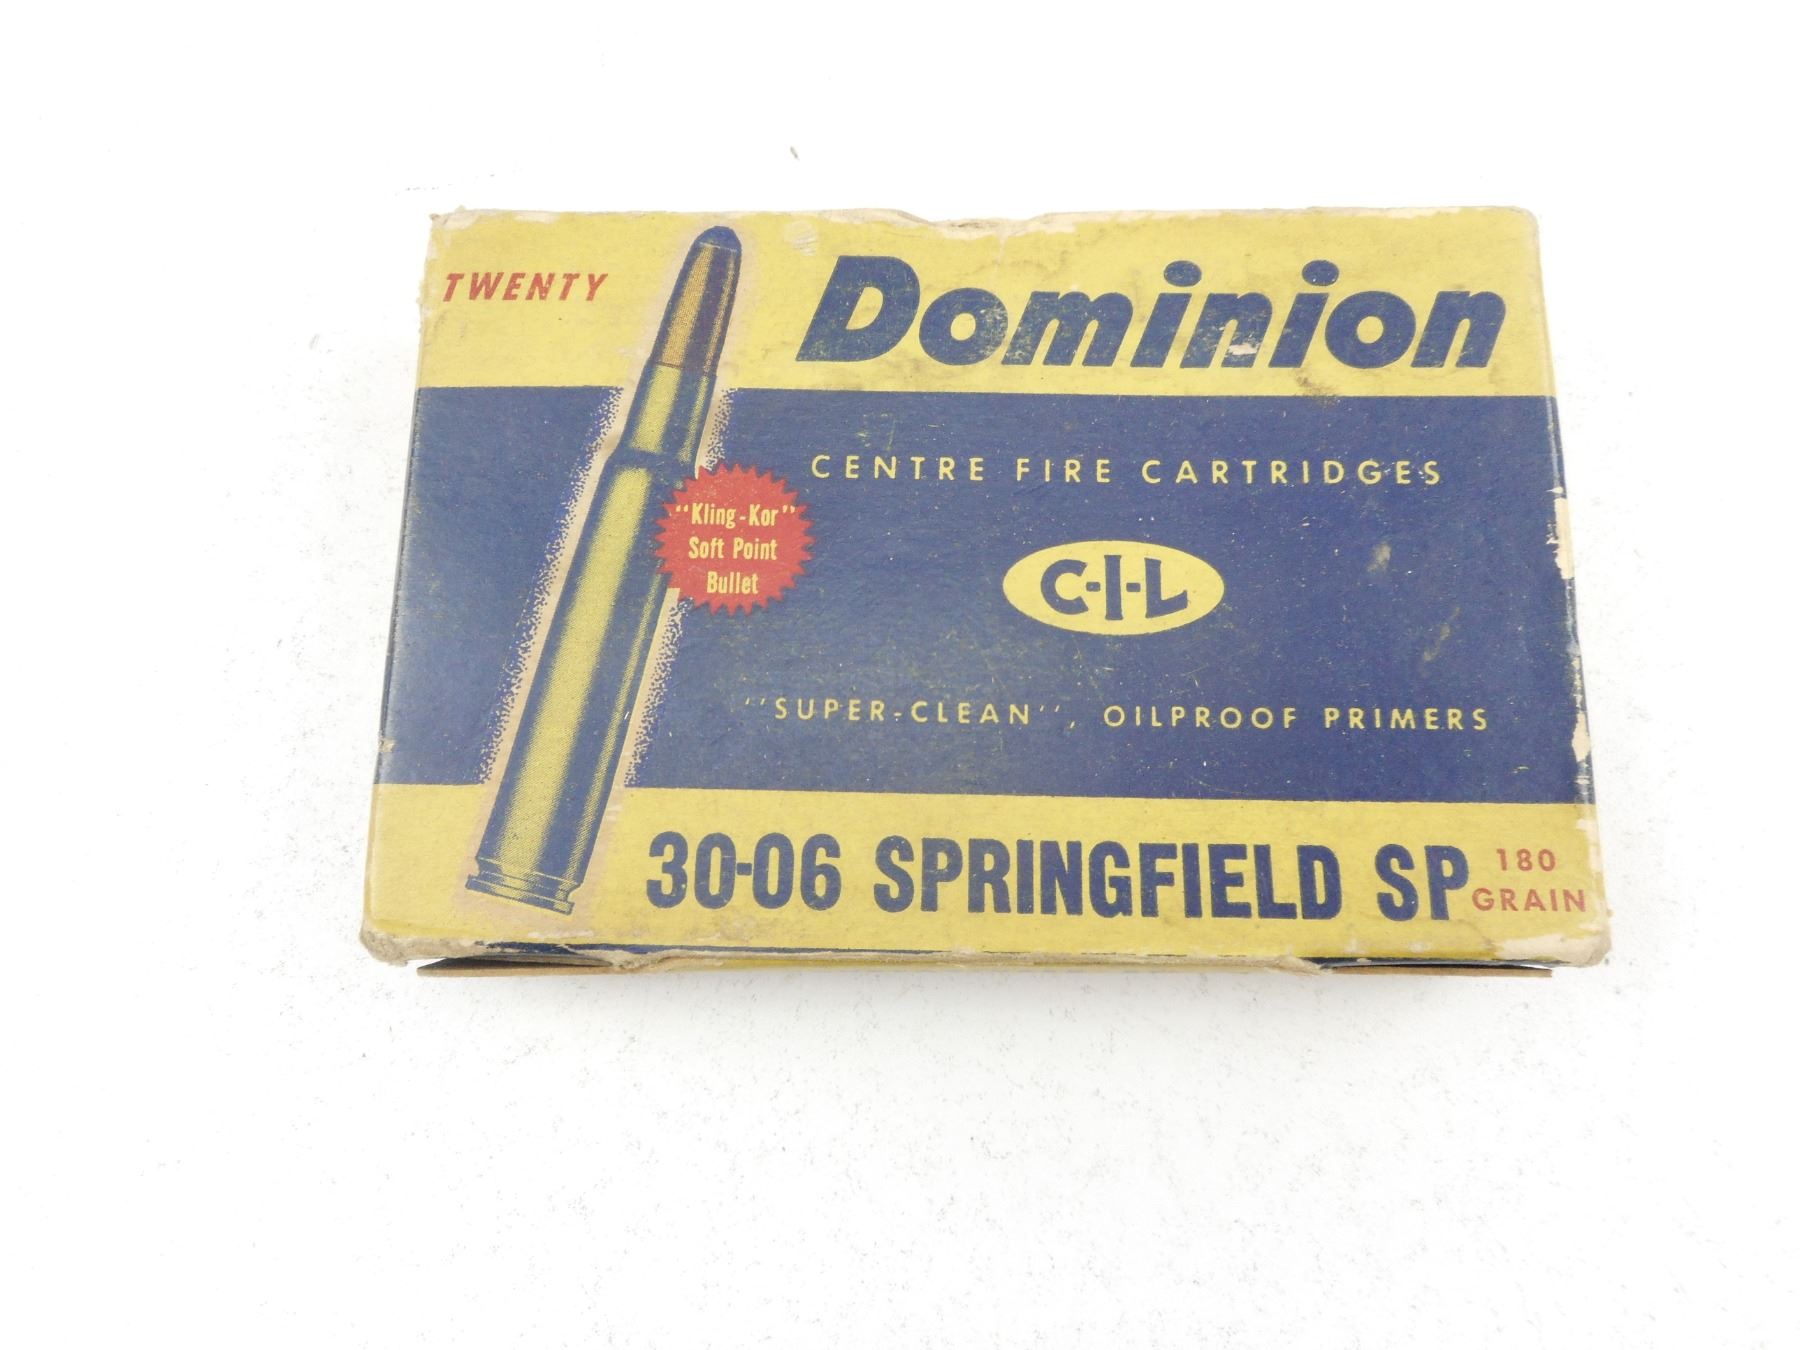 TWENTY
Dominion
CENTRE FIRE CARTRIDGES
"Kling-Kor"
Soft Point
Bullet
C-I-L
"SUPER-CLEAN", OILPROOF PRIMERS
30-06 SPRINGFIELD SP
180
GRAIN